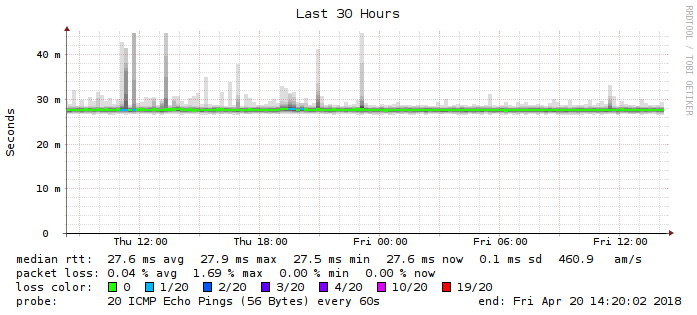 Last 30 Hours
RRDTOOL / TOBI OETIKER
Seconds
40 m
30 m
20 m
10 m
0
Thu 12:00 Thu 18:00 Fri 00:00 Fri 06:00 Fri 12:00
median rtt: 27.6 ms avg 27.9 ms max 27.5 ms min 27.6 ms now 0.1 ms sd 460.9 am/s
packet loss: 0.04 % avg 1.69 % max 0.00 % min 0.00 % now
loss color: 0 1/20 2/20 3/20 4/20 10/20 19/20
probe: 20 ICMP Echo Pings (56 Bytes) every 60s end: Fri Apr 20 14:20:02 2018